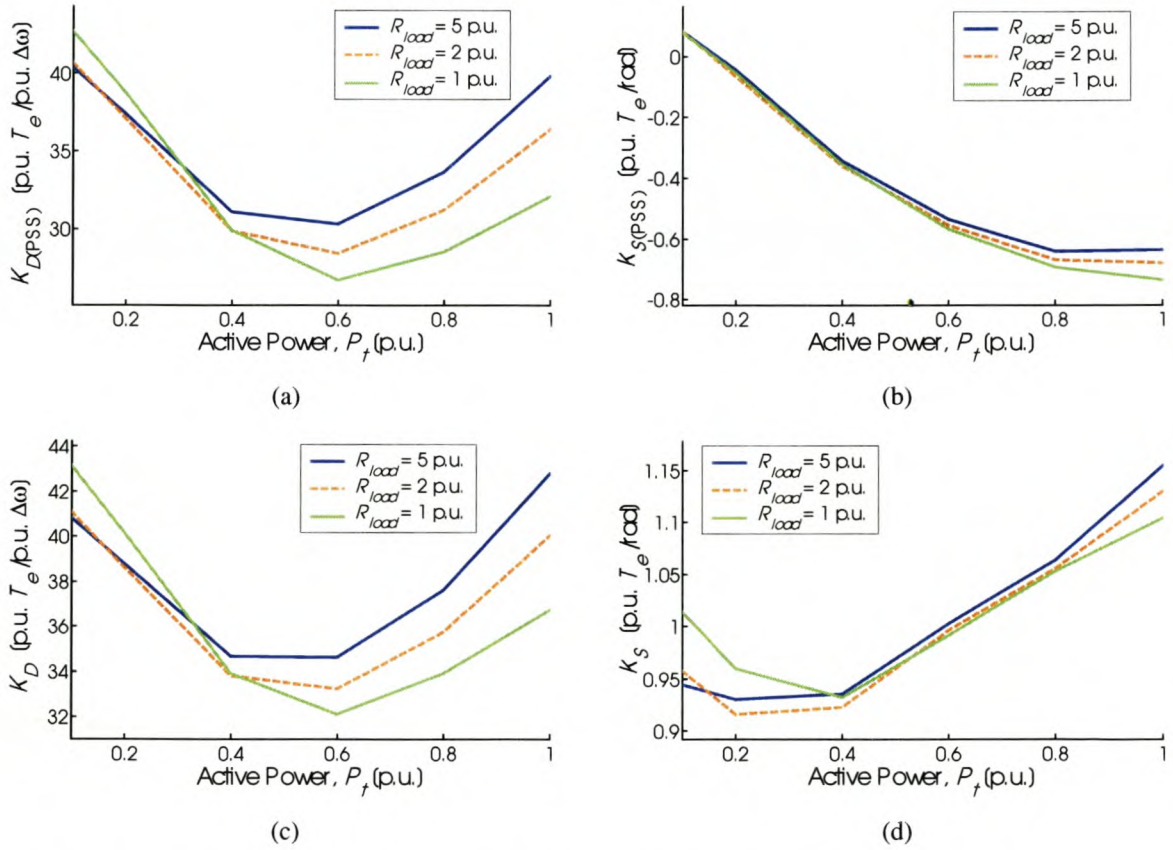 K_D(PSS) (p.u. T_e /p.u. Δω)
40
35
30
R_load = 5 p.u.
R_load = 2 p.u.
R_load = 1 p.u.
0.2 0.4 0.6 0.8 1
Active Power, P_t (p.u.)
(a)
K_S(PSS) (p.u. T_e /rad)
0
-0.2
-0.4
-0.6
-0.8
R_load = 5 p.u.
R_load = 2 p.u.
R_load = 1 p.u.
0.2 0.4 0.6 0.8 1
Active Power, P_t (p.u.)
(b)
K_D (p.u. T_e /p.u. Δω)
44
42
40
38
36
34
32
R_load = 5 p.u.
R_load = 2 p.u.
R_load = 1 p.u.
0.2 0.4 0.6 0.8 1
Active Power, P_t (p.u.)
(c)
K_S (p.u. T_e /rad)
1.15
1.1
1.05
1
0.95
0.9
R_load = 5 p.u.
R_load = 2 p.u.
R_load = 1 p.u.
0.2 0.4 0.6 0.8 1
Active Power, P_t (p.u.)
(d)